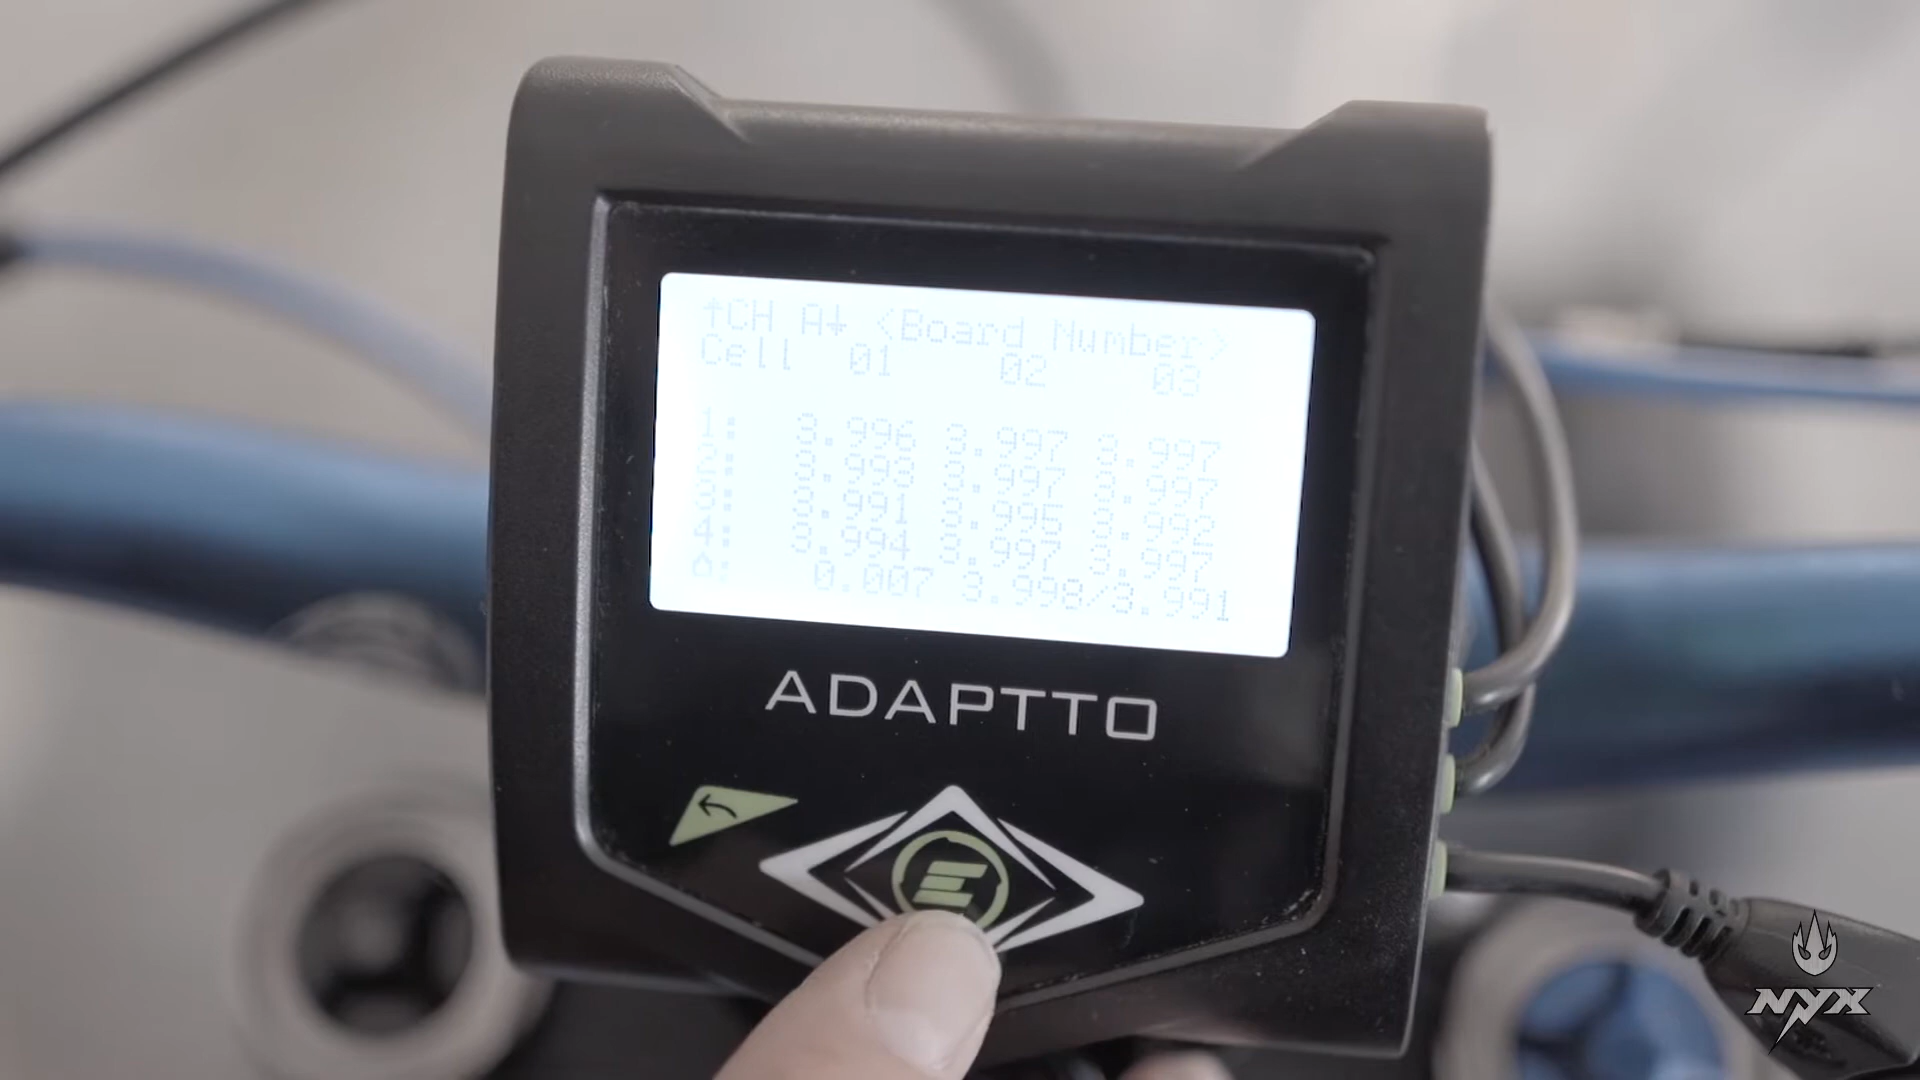 ↑CH A↓ <Board Number>
Cell 01 02 03
1: 3.996 3.997 3.997
2: 3.998 3.997 3.997
3: 3.991 3.995 3.992
4: 3.994 3.997 3.997
Δ: 0.007 3.998/3.991
ADAPTTO
E
NYX